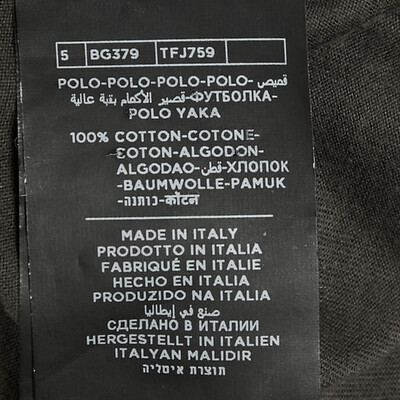 5 BG379 TFJ759
POLO-POLO-POLO-POLO- قميص
قصير الأكمام بقبة عالية-ФУТБОЛКА-
POLO YAKA
100% COTTON-COTONE-
COTON-ALGODON-
ALGODAO-قطن-ХЛОПОК
-BAUMWOLLE-PAMUK
-כותנה-कॉटन
MADE IN ITALY
PRODOTTO IN ITALIA
FABRIQUÉ EN ITALIE
HECHO EN ITALIA
PRODUZIDO NA ITALIA
صنع في إيطاليا
СДЕЛАНО В ИТАЛИИ
HERGESTELLT IN ITALIEN
ITALYAN MALIDIR
תוצרת איטליה